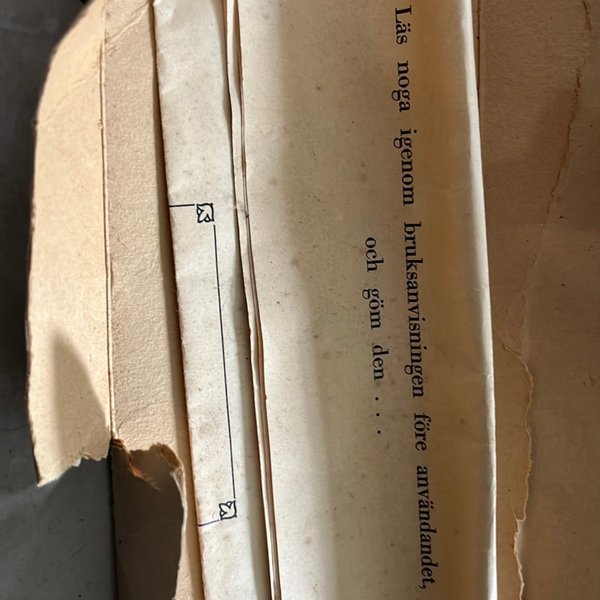 Läs noga igenom bruksanvisningen före användandet,
och göm den . . .